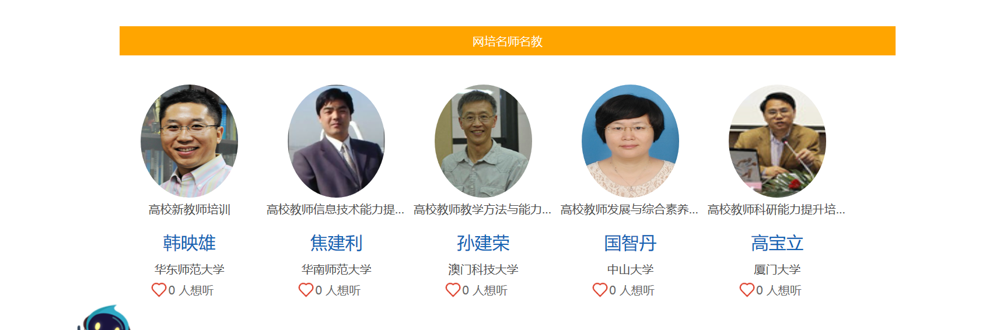 网培名师名教
高校新教师培训
高校教师信息技术能力提...
高校教师教学方法与能力...
高校教师发展与综合素养...
高校教师科研能力提升培...
韩映雄
焦建利
孙建荣
国智丹
高宝立
华东师范大学
华南师范大学
澳门科技大学
中山大学
厦门大学
0 人想听
0 人想听
0 人想听
0 人想听
0 人想听